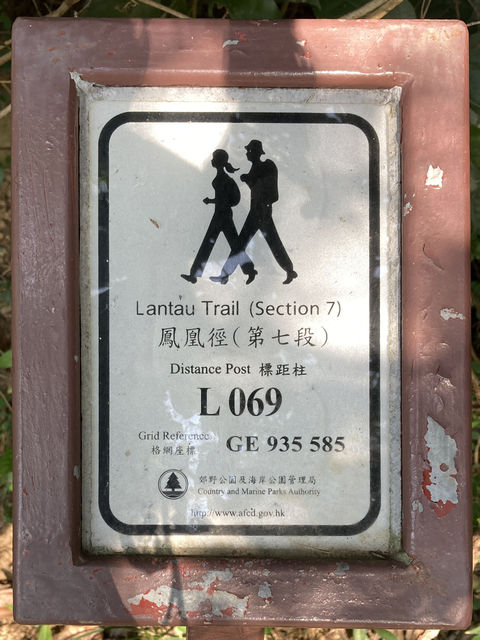 Lantau Trail (Section 7)
鳳凰徑(第七段)
Distance Post 標距柱
L 069
Grid Reference
格網座標
GE 935 585
郊野公園及海岸公園管理局
Country and Marine Parks Authority
http://www.afcd.gov.hk